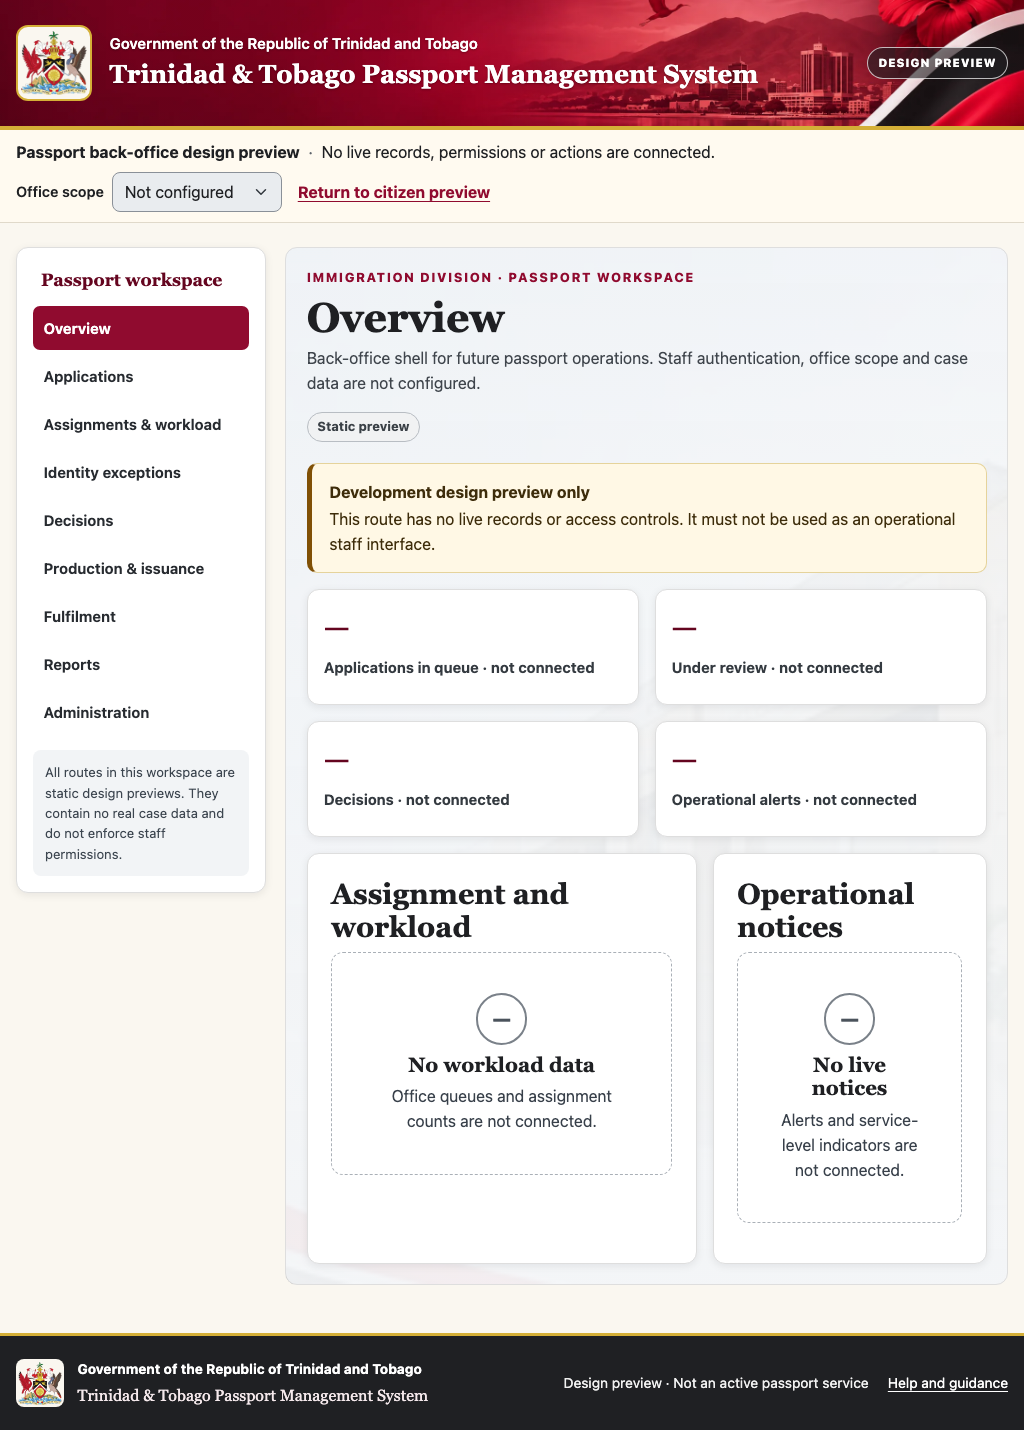 Government of the Republic of Trinidad and Tobago
Trinidad & Tobago Passport Management System
DESIGN PREVIEW
Passport back-office design preview · No live records, permissions or actions are connected.
Office scope
Not configured
Return to citizen preview
Passport workspace
Overview
Applications
Assignments & workload
Identity exceptions
Decisions
Production & issuance
Fulfilment
Reports
Administration
All routes in this workspace are
static design previews. They
contain no real case data and
do not enforce staff
permissions.
IMMIGRATION DIVISION · PASSPORT WORKSPACE
Overview
Back-office shell for future passport operations. Staff authentication, office scope and case
data are not configured.
Static preview
Development design preview only
This route has no live records or access controls. It must not be used as an operational
staff interface.
—
Applications in queue · not connected
—
Under review · not connected
—
Decisions · not connected
—
Operational alerts · not connected
Assignment and
workload
–
No workload data
Office queues and assignment
counts are not connected.
Operational
notices
–
No live
notices
Alerts and service-
level indicators are
not connected.
Government of the Republic of Trinidad and Tobago
Trinidad & Tobago Passport Management System
Design preview · Not an active passport service
Help and guidance